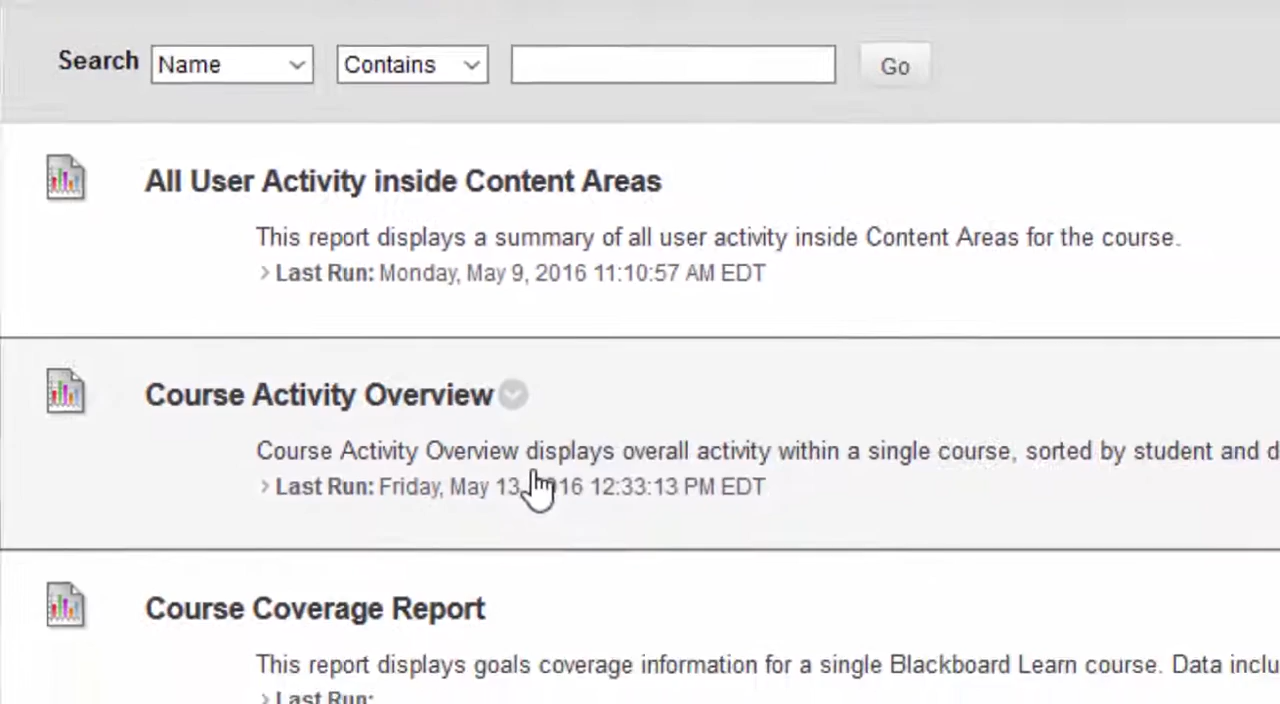 Search Name Contains Go
All User Activity inside Content Areas
This report displays a summary of all user activity inside Content Areas for the course.
Last Run: Monday, May 9, 2016 11:10:57 AM EDT
Course Activity Overview
Course Activity Overview displays overall activity within a single course, sorted by student and
Last Run: Friday, May 13, 12:33:13 PM EDT
Course Coverage Report
This report displays goals coverage information for a single Blackboard Learn course. Data
Last Run: